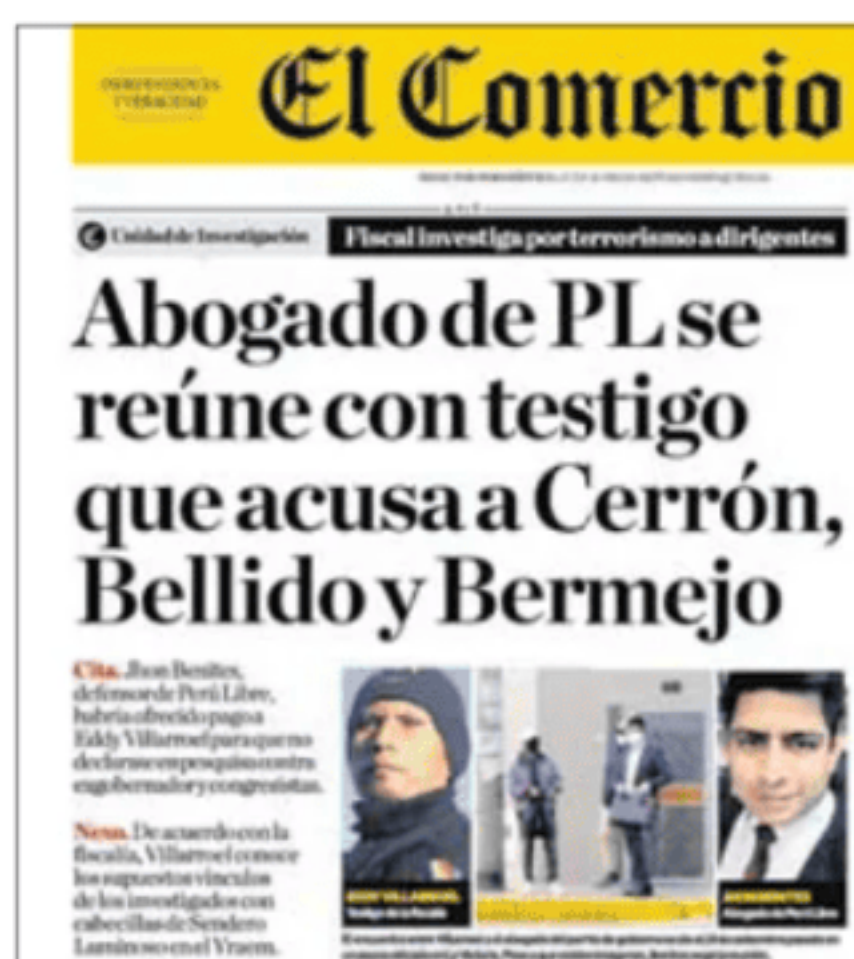 INDEPENDENCIA
Y VERACIDAD
El Comercio
Unidad de Investigación
Fiscal investiga por terrorismo a dirigentes
Abogado de PL se
reúne con testigo
que acusa a Cerrón,
Bellido y Bermejo
Cita. Jhon Benites,
defensor de Perú Libre,
habría ofrecido pago a
Eddy Villarroel para que no
declarase en pesquisa contra
exgobernador y congresistas.
Nexo. De acuerdo con la
fiscalía, Villarroel conoce
los supuestos vínculos
de los investigados con
cabecillas de Sendero
Luminoso en el Vraem.
EDDY VILLARROEL
Testigo de la fiscalía
Abogado de Perú Libre